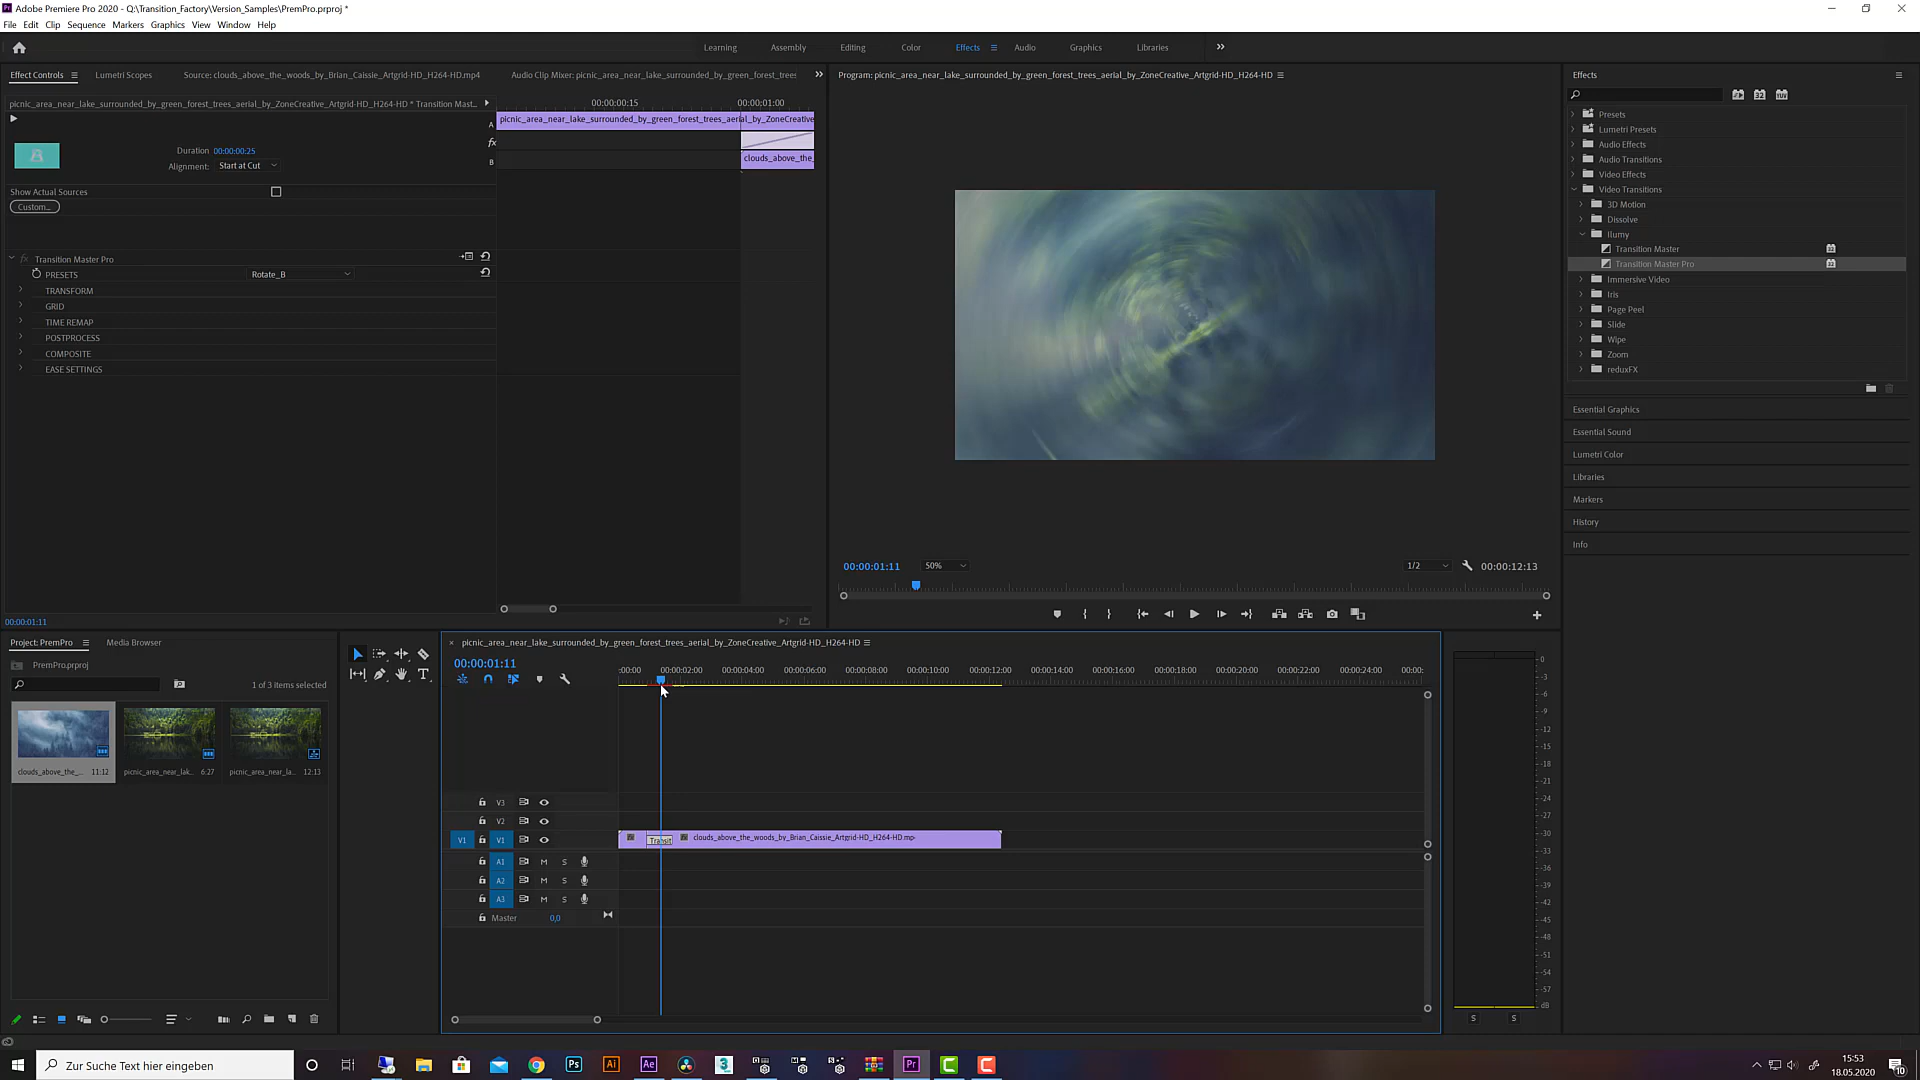 Adobe Premiere Pro 2020 - Q:\Transition_Factory\Version_Samples\PremPro.prproj *
File Edit Clip Sequence Markers Graphics View Window Help
Learning Assembly Editing Color Effects Audio Graphics Libraries
Effect Controls Lumetri Scopes Source: clouds_above_the_woods_by_Brian_Caissie_Artgrid-HD_H264-HD.mp4 Audio Clip Mixer: picnic_area_near_lake_surrounded_by_green_forest_trees
picnic_area_near_lake_surrounded_by_green_forest_trees_aerial_by_ZoneCreative_Artgrid-HD_H264-HD * Transition Mast...
00:00:00:15 00:00:01:00
A picnic_area_near_lake_surrounded_by_green_forest_trees_aerial_by_ZoneCreative
fx
B clouds_above_the_
Duration 00:00:00:25
Alignment: Start at Cut
Show Actual Sources
Custom...
fx Transition Master Pro
PRESETS Rotate_B
TRANSFORM
GRID
TIME REMAP
POSTPROCESS
COMPOSITE
EASE SETTINGS
00:00:01:11
Program: picnic_area_near_lake_surrounded_by_green_forest_trees_aerial_by_ZoneCreative_Artgrid-HD_H264-HD
00:00:01:11 50% 1/2 00:00:12:13
Effects
Presets
Lumetri Presets
Audio Effects
Audio Transitions
Video Effects
Video Transitions
3D Motion
Dissolve
Ilumy
Transition Master
Transition Master Pro
Immersive Video
Iris
Page Peel
Slide
Wipe
Zoom
reduxFX
Essential Graphics
Essential Sound
Lumetri Color
Libraries
Markers
History
Info
Project: PremPro Media Browser
PremPro.prproj
1 of 3 items selected
clouds_above_the_... 11:12 picnic_area_near_lak... 6:27 picnic_area_near_la... 12:13
picnic_area_near_lake_surrounded_by_green_forest_trees_aerial_by_ZoneCreative_Artgrid-HD_H264-HD
00:00:01:11
:00:00 00:00:02:00 00:00:04:00 00:00:06:00 00:00:08:00 00:00:10:00 00:00:12:00 00:00:14:00 00:00:16:00 00:00:18:00 00:00:20:00 00:00:22:00 00:00:24:00 00:00:
V3
V2
V1 V1 Transit clouds_above_the_woods_by_Brian_Caissie_Artgrid-HD_H264-HD.mp
A1 M S
A2 M S
A3 M S
Master 0,0
0
-3
-6
-9
-12
-15
-18
-21
-24
-27
-30
-33
-36
-39
-42
-45
-48
-51
-54
-57
dB
S S
Zur Suche Text hier eingeben
Ps Ai Ae 3 Pr
15:53
18.05.2020
10